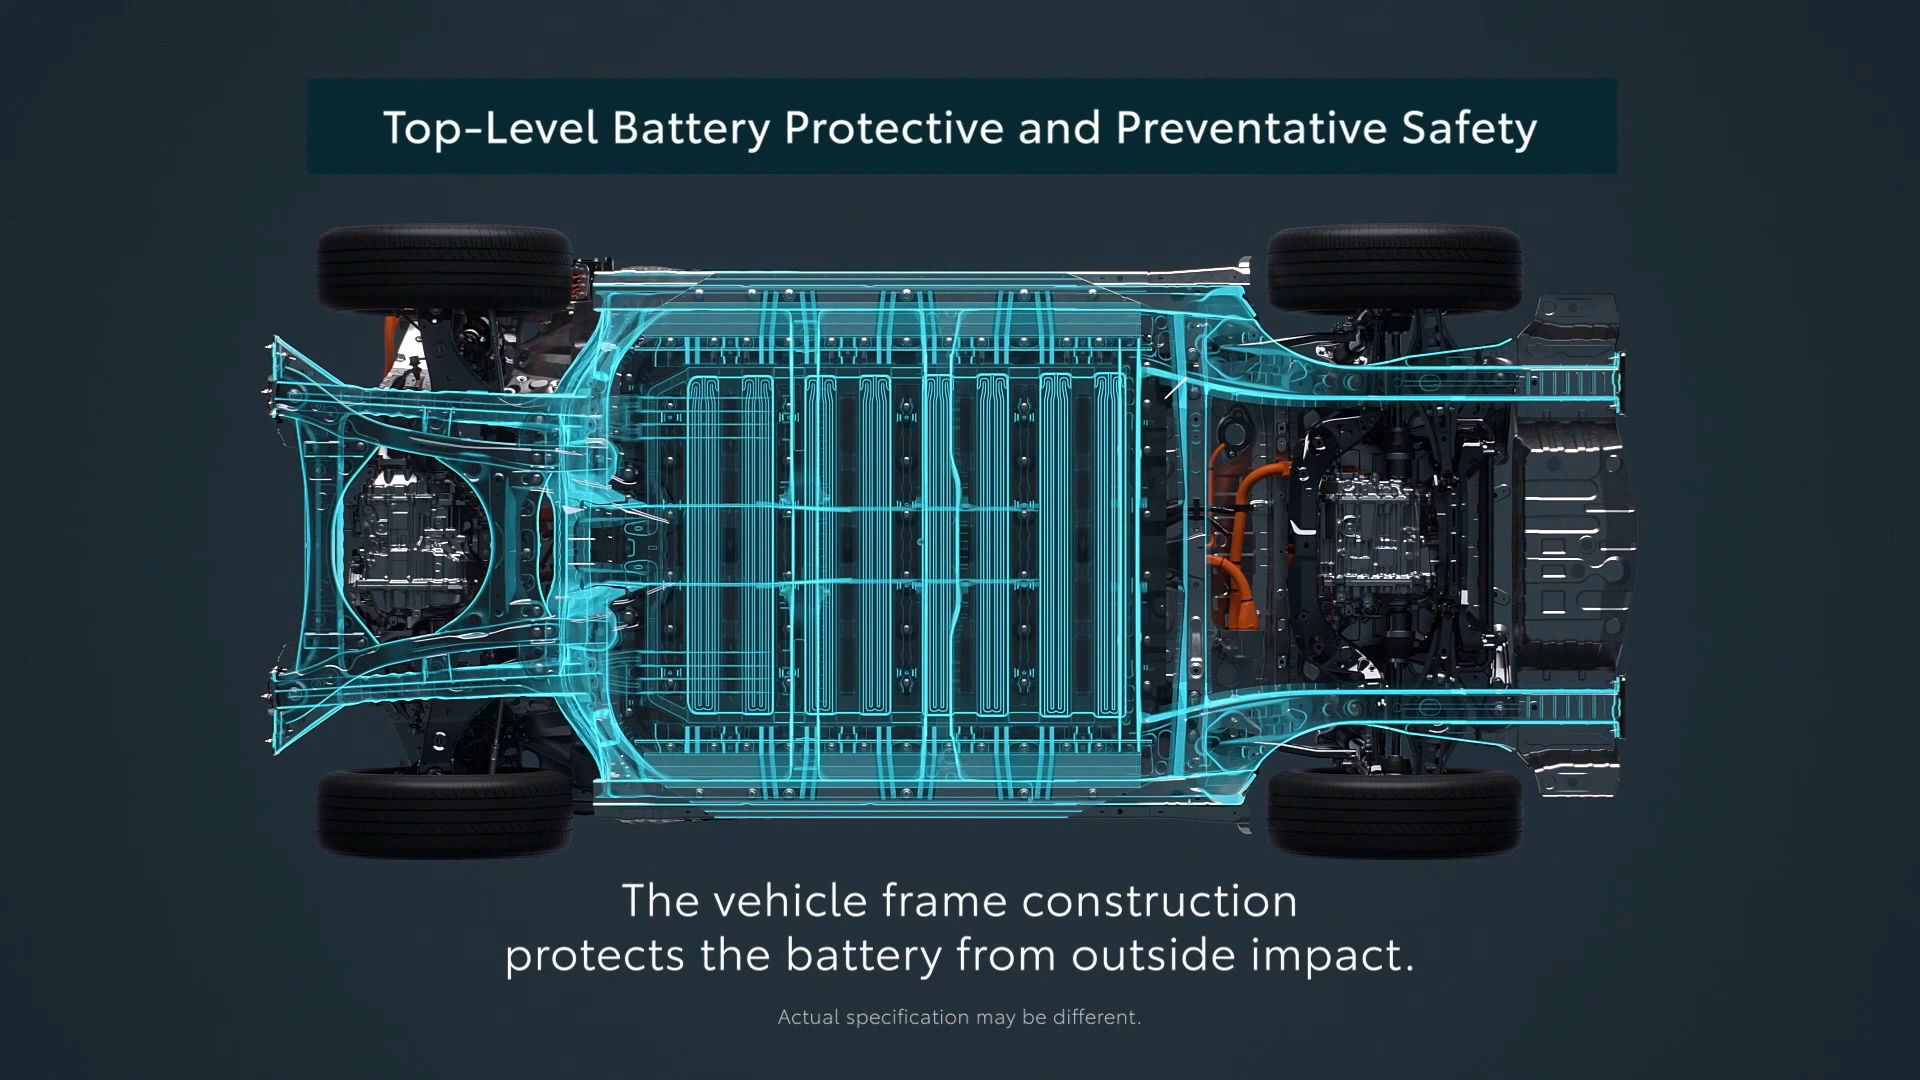 Top-Level Battery Protective and Preventative Safety
The vehicle frame construction
protects the battery from outside impact.
Actual specification may be different.